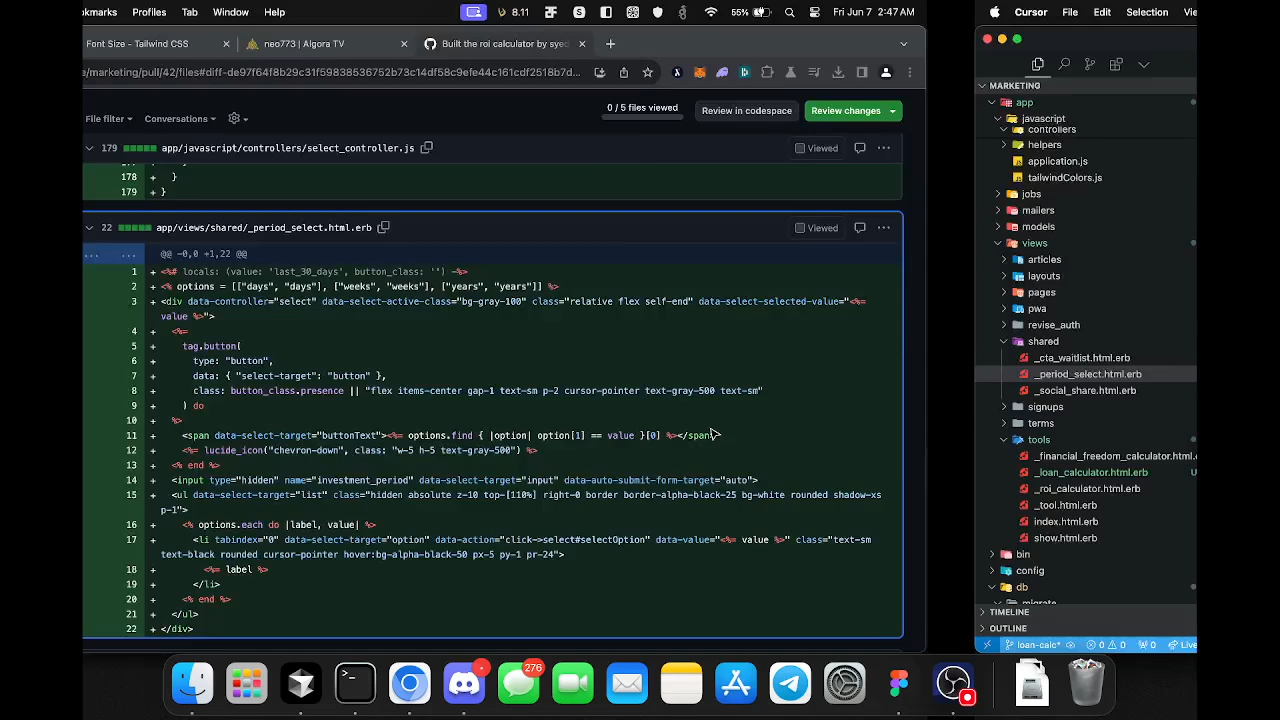 okmarks Profiles Tab Window Help 8.11 55% Fri Jun 7 2:47 AM
Cursor File Edit Selection Vie
Font Size - Tailwind CSS neo773 | Algora TV Built the roi calculator by syed
e/marketing/pull/42/files#diff-de97f64f8b29c31f59838536752b73c14df58c9efe44c161cdf2518b7d...
File filter Conversations 0 / 5 files viewed Review in codespace Review changes
179 app/javascript/controllers/select_controller.js Viewed
178 + }
179 + }
22 app/views/shared/_period_select.html.erb Viewed
@@ -0,0 +1,22 @@
1 + <%# locals: (value: 'last_30_days', button_class: '') -%>
2 + <% options = [["days", "days"], ["weeks", "weeks"], ["years", "years"]] %>
3 + <div data-controller="select" data-select-active-class="bg-gray-100" class="relative flex self-end" data-select-selected-value="<%=
value %>">
4 + <%=
5 + tag.button(
6 + type: "button",
7 + data: { "select-target": "button" },
8 + class: button_class.presence || "flex items-center gap-1 text-sm p-2 cursor-pointer text-gray-500 text-sm"
9 + ) do
10 + %>
11 + <span data-select-target="buttonText"><%= options.find { |option| option[1] == value }[0] %></span>
12 + <%= lucide_icon("chevron-down", class: "w-5 h-5 text-gray-500") %>
13 + <% end %>
14 + <input type="hidden" name="investment_period" data-select-target="input" data-auto-submit-form-target="auto">
15 + <ul data-select-target="list" class="hidden absolute z-10 top-[110%] right-0 border border-alpha-black-25 bg-white rounded shadow-xs
p-1">
16 + <% options.each do |label, value| %>
17 + <li tabindex="0" data-select-target="option" data-action="click->select#selectOption" data-value="<%= value %>" class="text-sm
text-black rounded cursor-pointer hover:bg-alpha-black-50 px-5 py-1 pr-24">
18 + <%= label %>
19 + </li>
20 + <% end %>
21 + </ul>
22 + </div>
MARKETING
app
javascript
controllers
helpers
application.js
tailwindColors.js
jobs
mailers
models
views
articles
layouts
pages
pwa
revise_auth
shared
_cta_waitlist.html.erb
_period_select.html.erb
_social_share.html.erb
signups
terms
tools
_financial_freedom_calculator.htm
_loan_calculator.html.erb U
_roi_calculator.html.erb
_tool.html.erb
index.html.erb
show.html.erb
bin
config
db
migrate
TIMELINE
OUTLINE
loan-calc* 0 0 0 Live
276